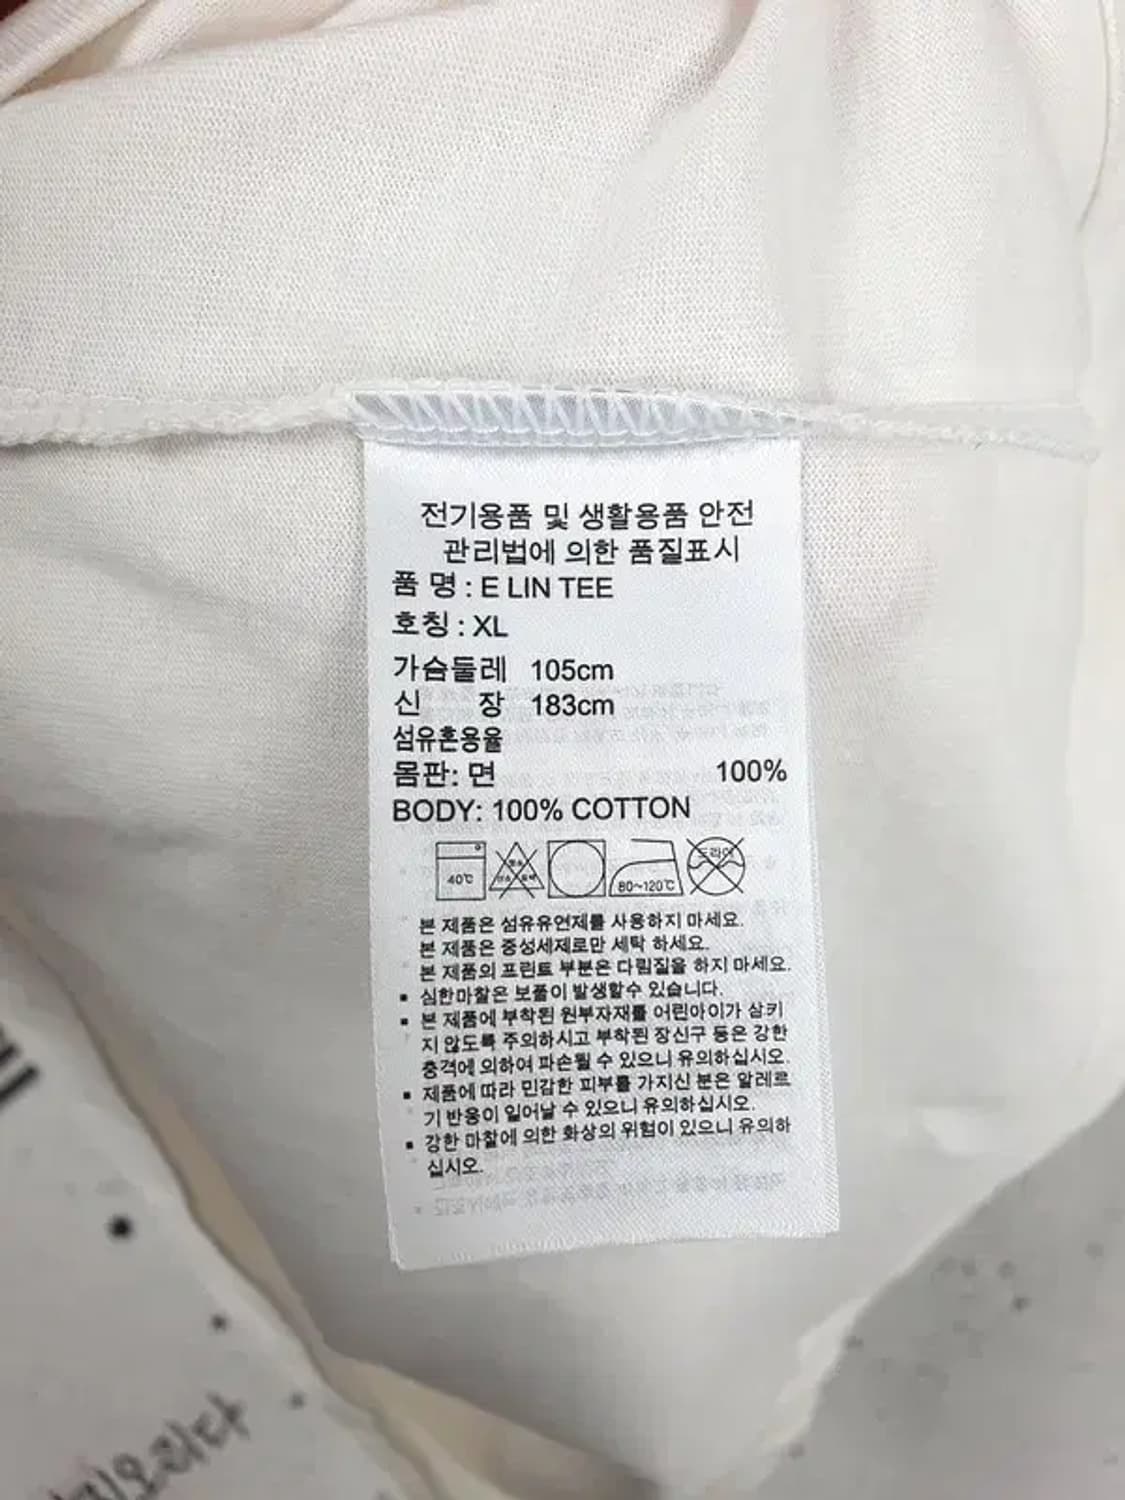 전기용품 및 생활용품 안전
관리법에 의한 품질표시
품 명 : E LIN TEE
호칭 : XL
가슴둘레 105cm
신 장 183cm
섬유혼용율
몸판: 면 100%
BODY: 100% COTTON
40℃ 80~120℃ 드라이
본 제품은 섬유유연제를 사용하지 마세요.
본 제품은 중성세제로만 세탁 하세요.
본 제품의 프린트 부분은 다림질을 하지 마세요.
▪ 심한마찰은 보풀이 발생할수 있습니다.
▪ 본 제품에 부착된 원부자재를 어린아이가 삼키
지 않도록 주의하시고 부착된 장신구 등은 강한
충격에 의하여 파손될 수 있으니 유의하십시오.
▪ 제품에 따라 민감한 피부를 가지신 분은 알레르
기 반응이 일어날 수 있으니 유의하십시오.
▪ 강한 마찰에 의한 화상의 위험이 있으니 유의하
십시오.